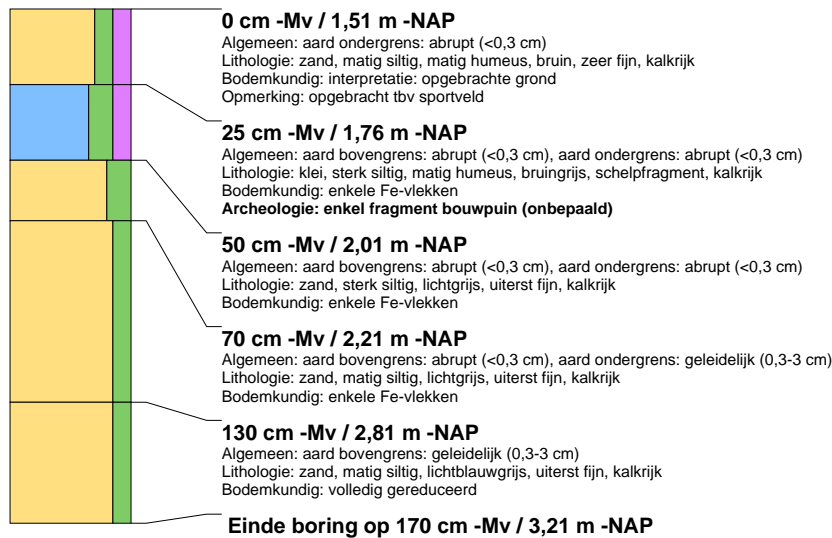 0 cm -Mv / 1,51 m -NAP
Algemeen: aard ondergrens: abrupt (<0,3 cm)
Lithologie: zand, matig siltig, matig humeus, bruin, zeer fijn, kalkrijk
Bodemkundig: interpretatie: opgebrachte grond
Opmerking: opgebracht tbv sportveld
25 cm -Mv / 1,76 m -NAP
Algemeen: aard bovengrens: abrupt (<0,3 cm), aard ondergrens: abrupt (<0,3 cm)
Lithologie: klei, sterk siltig, matig humeus, bruingrijs, schelpfragment, kalkrijk
Bodemkundig: enkele Fe-vlekken
Archeologie: enkel fragment bouwpuin (onbepaald)
50 cm -Mv / 2,01 m -NAP
Algemeen: aard bovengrens: abrupt (<0,3 cm), aard ondergrens: abrupt (<0,3 cm)
Lithologie: zand, sterk siltig, lichtgrijs, uiterst fijn, kalkrijk
Bodemkundig: enkele Fe-vlekken
70 cm -Mv / 2,21 m -NAP
Algemeen: aard bovengrens: abrupt (<0,3 cm), aard ondergrens: geleidelijk (0,3-3 cm)
Lithologie: zand, matig siltig, lichtgrijs, uiterst fijn, kalkrijk
Bodemkundig: enkele Fe-vlekken
130 cm -Mv / 2,81 m -NAP
Algemeen: aard bovengrens: geleidelijk (0,3-3 cm)
Lithologie: zand, matig siltig, lichtblauwgrijs, uiterst fijn, kalkrijk
Bodemkundig: volledig gereduceerd
Einde boring op 170 cm -Mv / 3,21 m -NAP